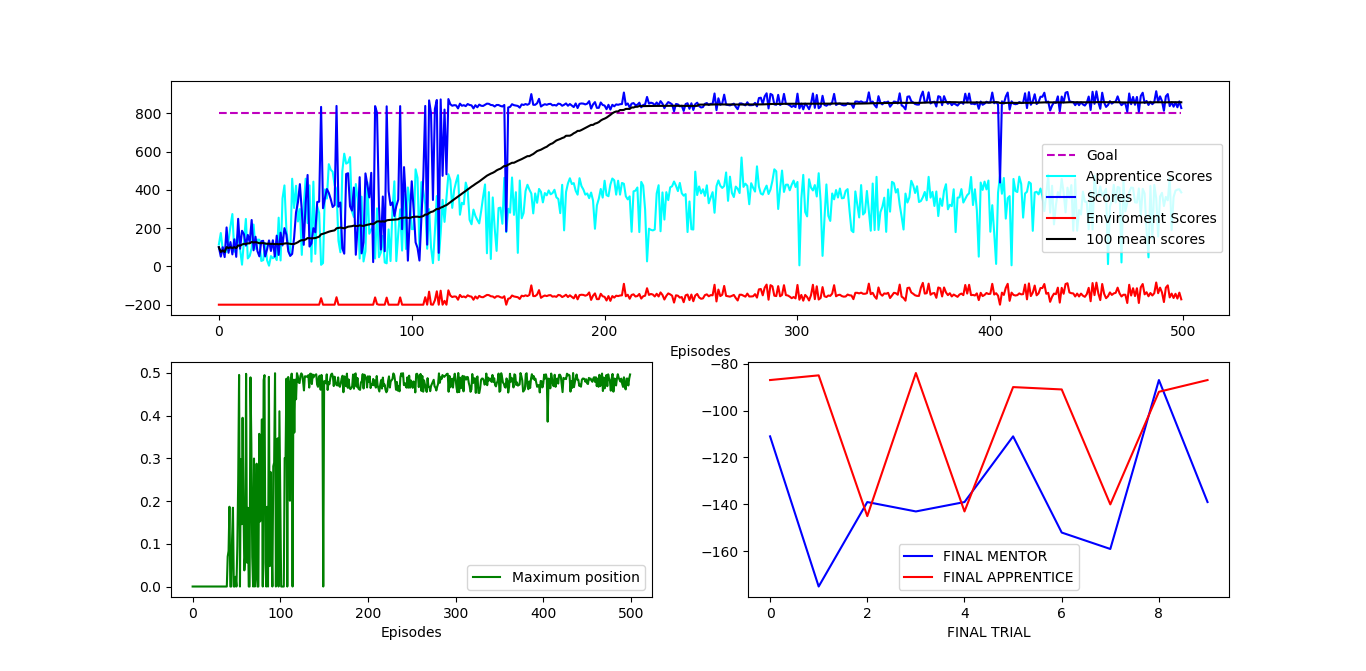 800
600
400
200
0
−200
0 100 200 300 400 500
Episodes
Goal
Apprentice Scores
Scores
Enviroment Scores
100 mean scores
0.5
0.4
0.3
0.2
0.1
0.0
0 100 200 300 400 500
Episodes
Maximum position
−80
−100
−120
−140
−160
0 2 4 6 8
FINAL TRIAL
FINAL MENTOR
FINAL APPRENTICE